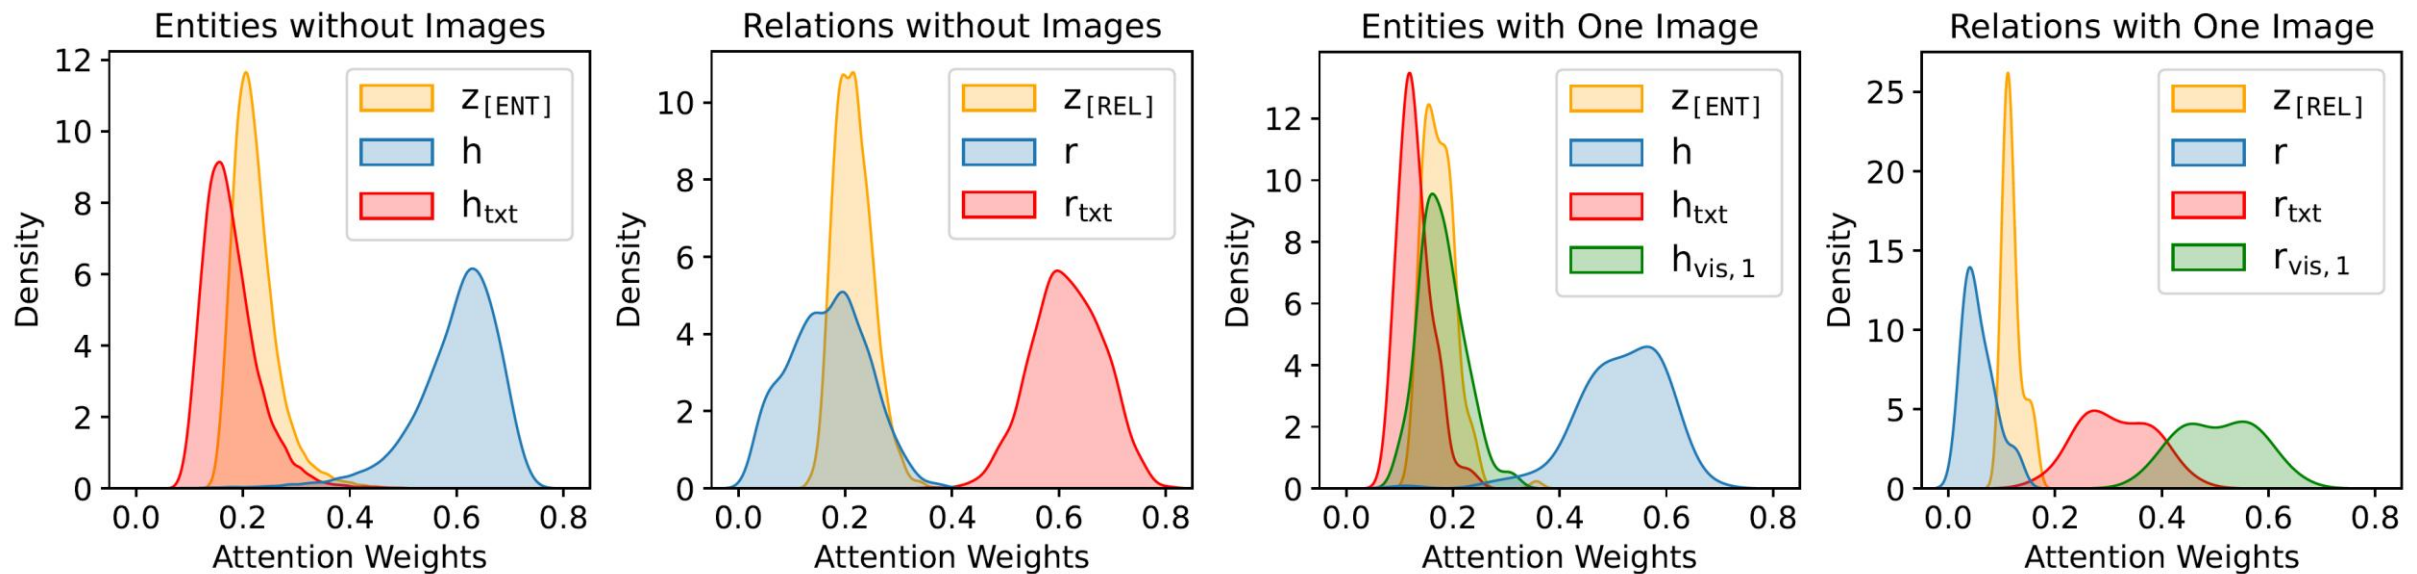 Entities without Images
12
10
8
6
4
2
0
Density
z[ENT]
h
htxt
0.0 0.2 0.4 0.6 0.8
Attention Weights
Relations without Images
10
8
6
4
2
0
Density
z[REL]
r
rtxt
0.0 0.2 0.4 0.6 0.8
Attention Weights
Entities with One Image
12
10
8
6
4
2
0
Density
z[ENT]
h
htxt
hvis, 1
0.0 0.2 0.4 0.6 0.8
Attention Weights
Relations with One Image
25
20
15
10
5
0
Density
z[REL]
r
rtxt
rvis, 1
0.0 0.2 0.4 0.6 0.8
Attention Weights